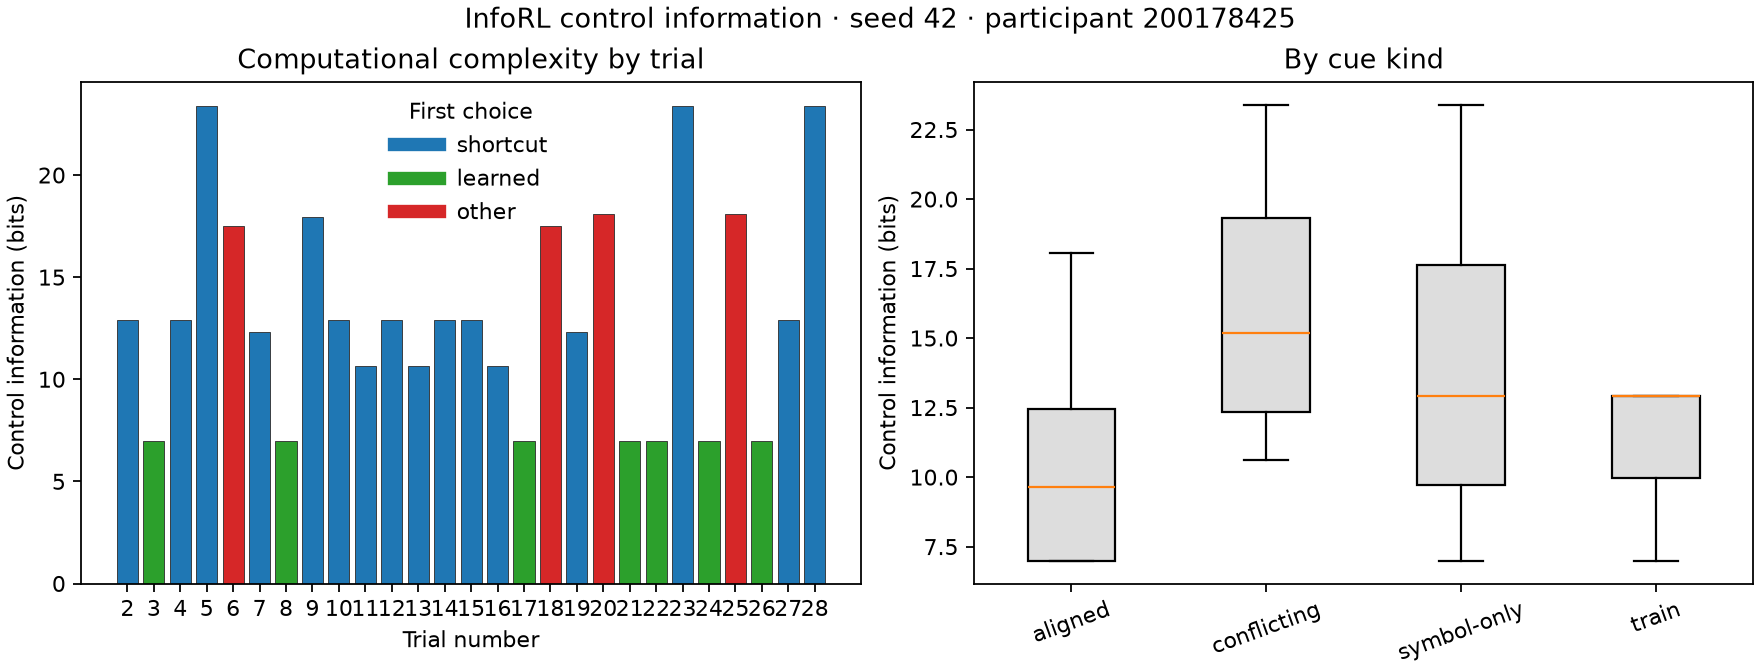 InfoRL control information · seed 42 · participant 200178425
Computational complexity by trial
Control information (bits)
20
15
10
5
0
First choice
shortcut
learned
other
2 3 4 5 6 7 8 9 10 11 12 13 14 15 16 17 18 19 20 21 22 23 24 25 26 27 28
Trial number
By cue kind
Control information (bits)
22.5
20.0
17.5
15.0
12.5
10.0
7.5
aligned
conflicting
symbol-only
train